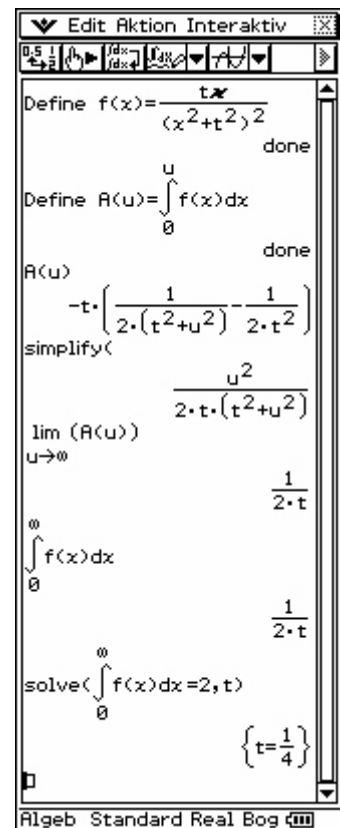 Edit Aktion Interaktiv
Define f(x)=tx/(x²+t²)²
done
Define A(u)=∫₀ᵘ f(x)dx
done
A(u)
-t·(1/(2·(t²+u²))-1/(2·t²))
simplify(
u²/(2·t·(t²+u²))
lim (A(u))
u→∞
1/(2·t)
∫₀^∞ f(x)dx
1/(2·t)
solve(∫₀^∞ f(x)dx=2,t)
{t=1/4}
Algeb Standard Real Bog